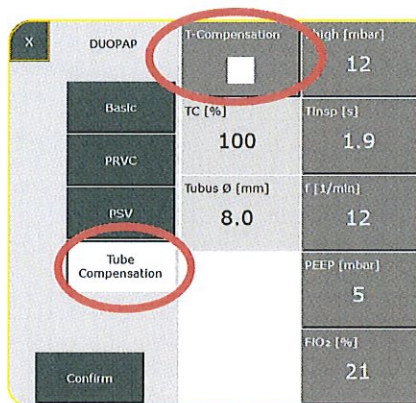 X
DUOPAP
Basic
PRVC
PSV
Tube
Compensation
Confirm
T-Compensation
TC [%]
100
Tubus Ø [mm]
8.0
high [mbar]
12
TInsp [s]
1.9
f [1/min]
12
PEEP [mbar]
5
FIO₂ [%]
21